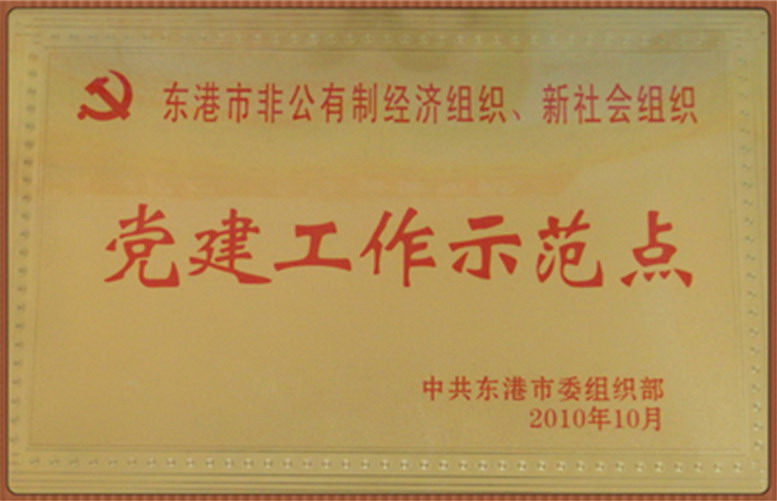 东港市非公有制经济组织、新社会组织
党建工作示范点
中共东港市委组织部
2010年10月